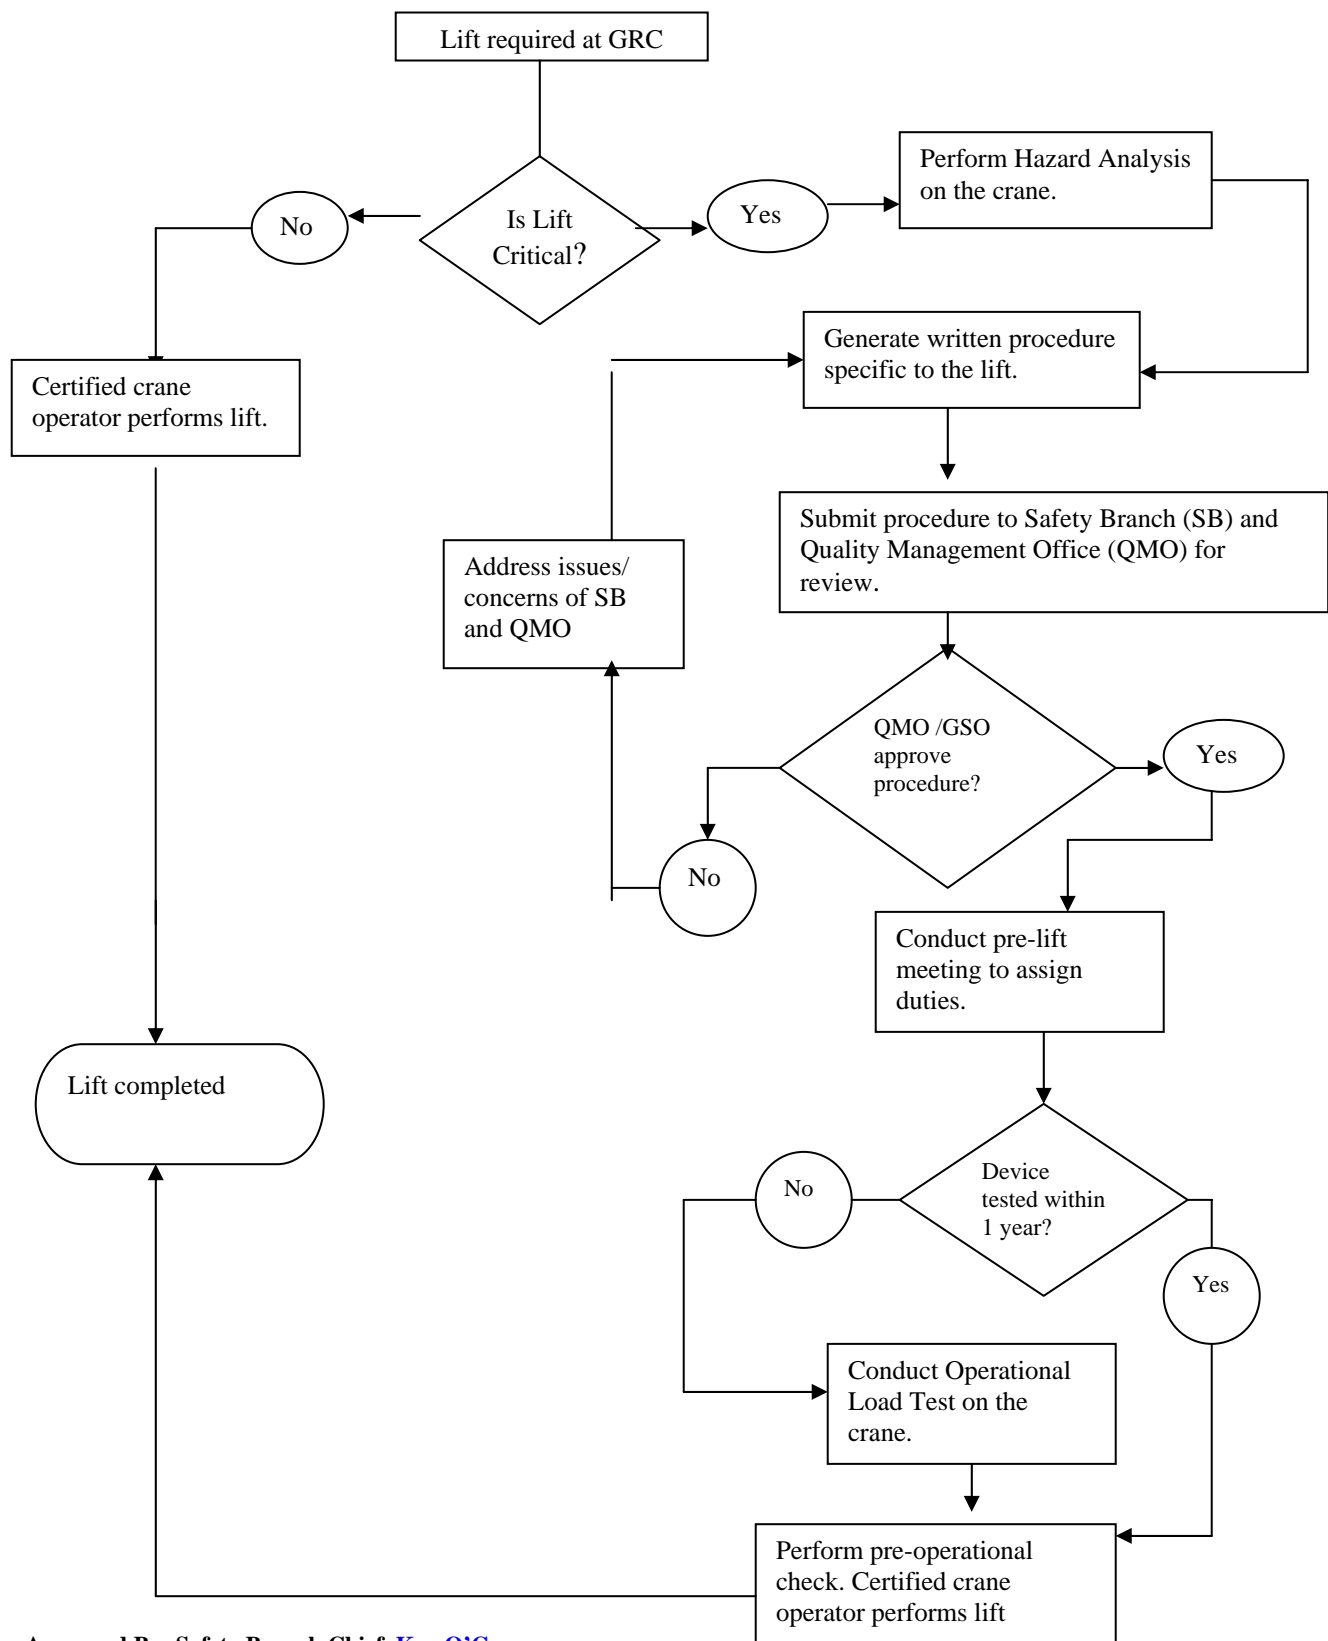 Lift required at GRC
Perform Hazard Analysis
on the crane.
No
Is Lift
Critical?
Yes
Generate written procedure
specific to the lift.
Certified crane
operator performs lift.
Submit procedure to Safety Branch (SB) and
Quality Management Office (QMO) for
review.
Address issues/
concerns of SB
and QMO
QMO /GSO
approve
procedure?
Yes
No
Conduct pre-lift
meeting to assign
duties.
Lift completed
Device
tested within
1 year?
No
Yes
Conduct Operational
Load Test on the
crane.
Perform pre-operational
check. Certified crane
operator performs lift